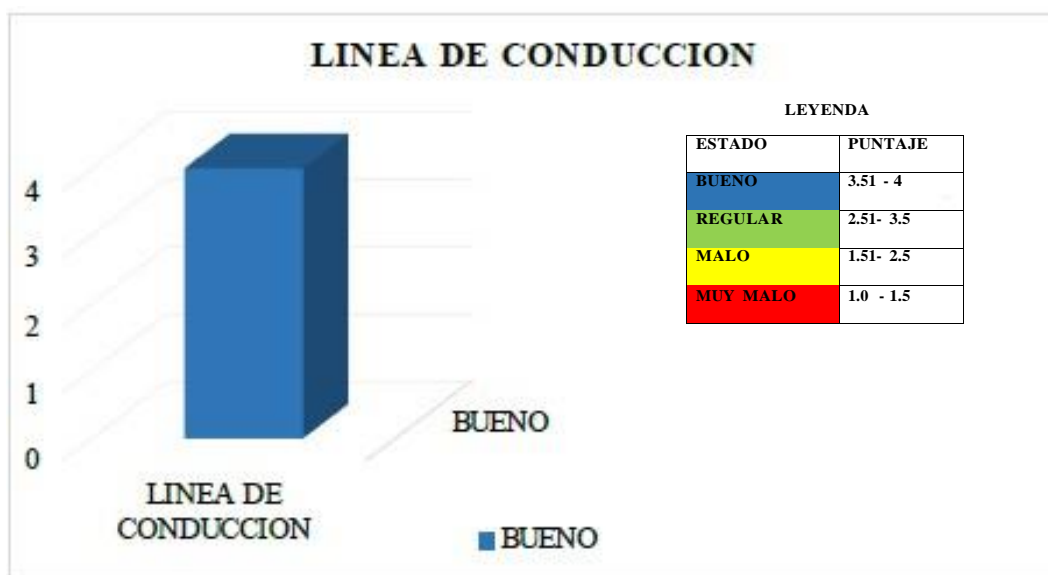 LINEA DE CONDUCCION
LEYENDA
ESTADO PUNTAJE
BUENO 3.51 - 4
REGULAR 2.51- 3.5
MALO 1.51- 2.5
MUY MALO 1.0 - 1.5
4
3
2
1
0
BUENO
LINEA DE
CONDUCCION
BUENO